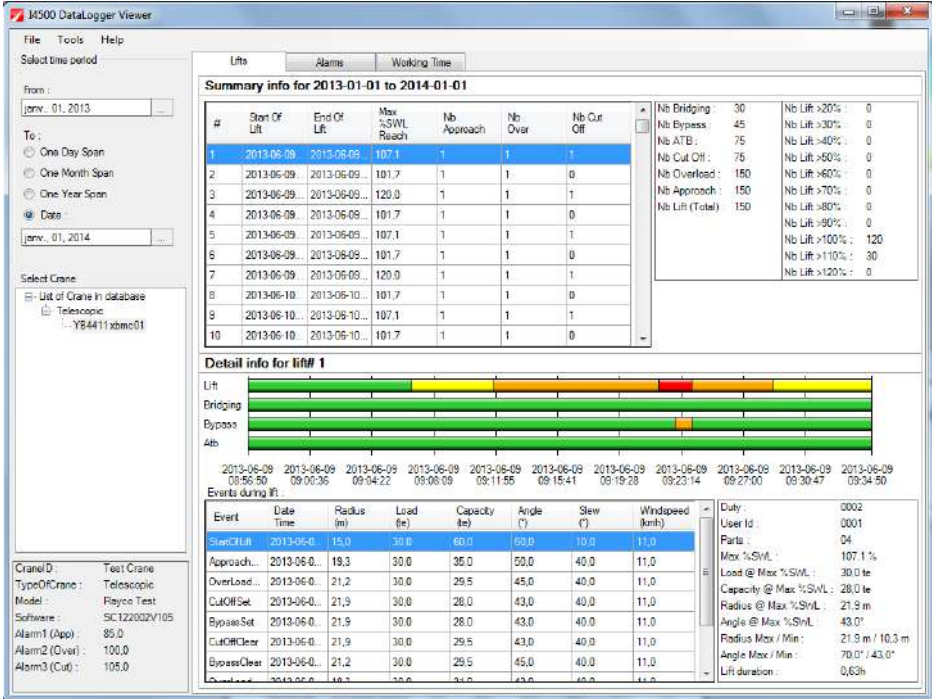 I4500 DataLogger Viewer
File Tools Help
Select time period
From :
janv.. 01, 2013 ...
To :
One Day Span
One Month Span
One Year Span
Date :
janv.. 01, 2014 ...
Select Crane
List of Crane in database
Telescopic
YB4411xbmc01
CraneID : Test Crane
TypeOfCrane : Telescopic
Model : Rayco Test
Software : SC122002V105
Alarm1 (App) : 85.0
Alarm2 (Over) : 100,0
Alarm3 (Cut) : 105.0
Lifts Alarms Working Time
Summary info for 2013-01-01 to 2014-01-01
# Start Of Lift End Of Lift Max %SWL Reach Nb Approach Nb Over Nb Cut Off
1 2013-06-09... 2013-06-09... 107.1 1 1 1
2 2013-06-09... 2013-06-09... 101,7 1 1 0
3 2013-06-09... 2013-06-09... 120.0 1 1 1
4 2013-06-09... 2013-06-09... 101.7 1 1 0
5 2013-06-09... 2013-06-09... 107,1 1 1 1
6 2013-06-09... 2013-06-09... 101,7 1 1 0
7 2013-06-09... 2013-06-09... 120.0 1 1 1
8 2013-06-10... 2013-06-10... 101,7 1 1 0
9 2013-06-10... 2013-06-10... 107.1 1 1 1
10 2013-06-10... 2013-06-10... 101,7 1 1 0
Nb Bridging : 30
Nb Bypass : 45
Nb ATB : 75
Nb Cut Off : 75
Nb Overload : 150
Nb Approach : 150
Nb Lift (Total) : 150
Nb Lift >20% : 0
Nb Lift >30% : 0
Nb Lift >40% : 0
Nb Lift >50% : 0
Nb Lift >60% : 0
Nb Lift >70% : 0
Nb Lift >80% : 0
Nb Lift >90% : 0
Nb Lift >100% : 120
Nb Lift >110% : 30
Nb Lift >120% : 0
Detail info for lift# 1
Lift
Bridging
Bypass
Atb
2013-06-09 08:56:50 2013-06-09 09:00:36 2013-06-09 09:04:22 2013-06-09 09:08:09 2013-06-09 09:11:55 2013-06-09 09:15:41 2013-06-09 09:19:28 2013-06-09 09:23:14 2013-06-09 09:27:00 2013-06-09 09:30:47 2013-06-09 09:34:50
Events during lift :
Event Date Time Radius (m) Load (te) Capacity (te) Angle (°) Slew (°) Windspeed (kmh)
StartOfLift 2013-06-0... 15,0 30.0 60,0 60,0 10,0 11,0
Approach... 2013-06-0... 19,3 30.0 35,0 50,0 40,0 11,0
OverLoad... 2013-06-0... 21,2 30.0 29,5 45,0 40,0 11,0
CutOffSet 2013-06-0... 21,9 30.0 28,0 43,0 40,0 11,0
BypassSet 2013-06-0... 21,9 30.0 28.0 43,0 40,0 11,0
CutOffClear 2013-06-0... 21,9 30.0 29,5 43,0 40,0 11,0
BypassClear 2013-06-0... 21,2 30.0 29,5 45,0 40,0 11,0
Duty : 0002
User Id : 0001
Parts : 04
Max %SWL : 107.1 %
Load @ Max %SWL : 30,0 te
Capacity @ Max %SWL : 28,0 te
Radius @ Max %SWL : 21.9 m
Angle @ Max %SWL : 43.0°
Radius Max / Min : 21.9 m / 10,3 m
Angle Max / Min : 70,0° / 43,0°
Lift duration : 0,63h